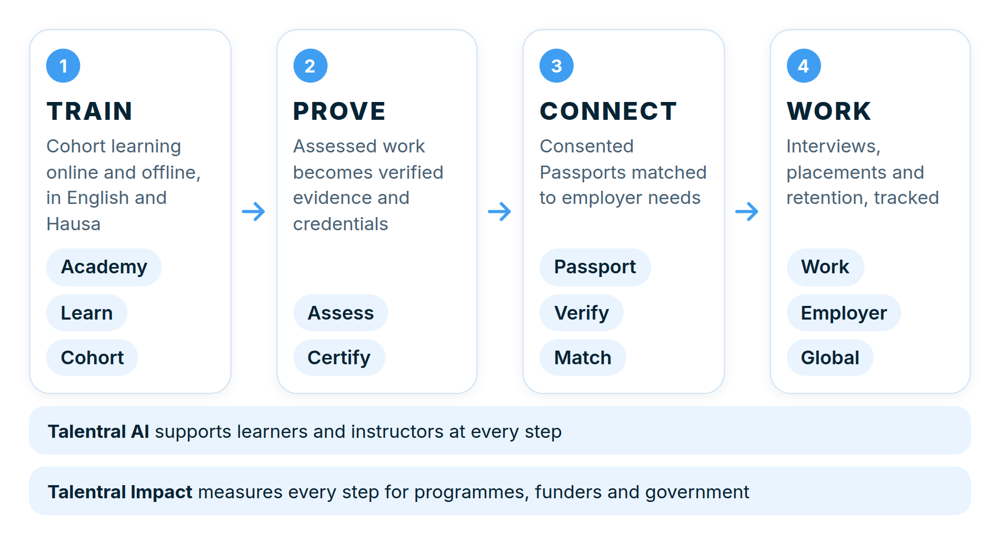 1
TRAIN
Cohort learning
online and offline,
in English and
Hausa
Academy
Learn
Cohort
2
PROVE
Assessed work
becomes verified
evidence and
credentials
Assess
Certify
3
CONNECT
Consented
Passports matched
to employer needs
Passport
Verify
Match
4
WORK
Interviews,
placements and
retention, tracked
Work
Employer
Global
Talentral AI supports learners and instructors at every step
Talentral Impact measures every step for programmes, funders and government